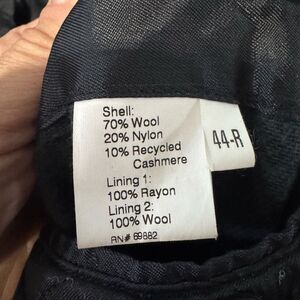 Shell:
70% Wool
20% Nylon
10% Recycled
Cashmere
Lining 1:
100% Rayon
Lining 2:
100% Wool
RN# 69882
44-R